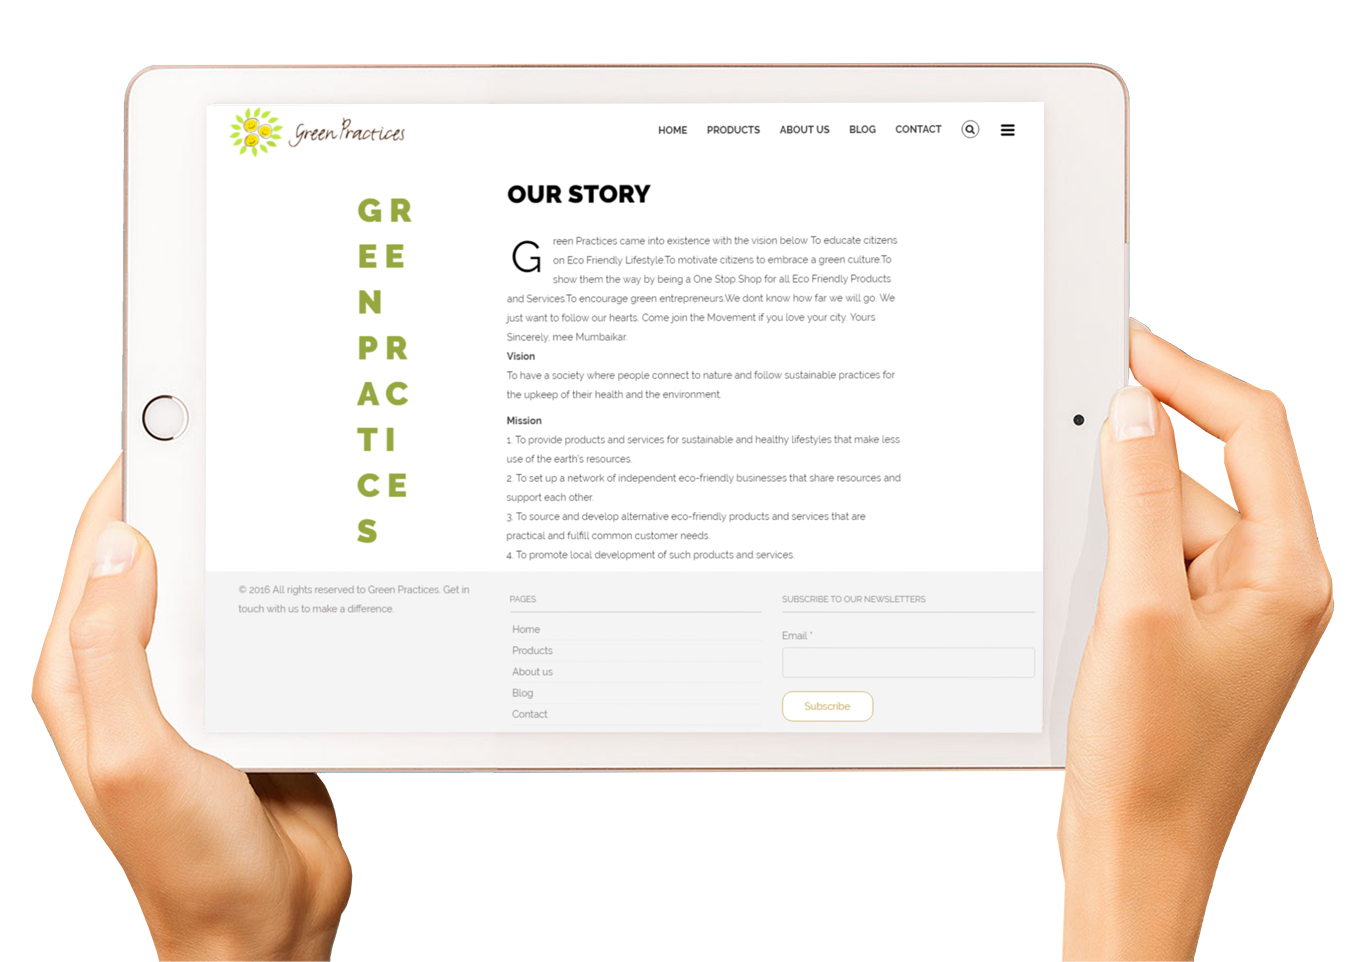 Green Practices
HOME PRODUCTS ABOUT US BLOG CONTACT
GR
EE
N
PR
AC
TI
CE
S
OUR STORY
Green Practices came into existence with the vision below To educate citizens
on Eco Friendly Lifestyle.To motivate citizens to embrace a green culture.To
show them the way by being a One Stop Shop for all Eco Friendly Products
and Services.To encourage green entrepreneurs.We dont know how far we will go. We
just want to follow our hearts. Come join the Movement if you love your city. Yours
Sincerely, mee Mumbaikar.
Vision
To have a society where people connect to nature and follow sustainable practices for
the upkeep of their health and the environment.
Mission
1. To provide products and services for sustainable and healthy lifestyles that make less
use of the earth's resources.
2. To set up a network of independent eco-friendly businesses that share resources and
support each other.
3. To source and develop alternative eco-friendly products and services that are
practical and fulfill common customer needs.
4. To promote local development of such products and services.
© 2016 All rights reserved to Green Practices. Get in
touch with us to make a difference.
PAGES
Home
Products
About us
Blog
Contact
SUBSCRIBE TO OUR NEWSLETTERS
Email *
Subscribe